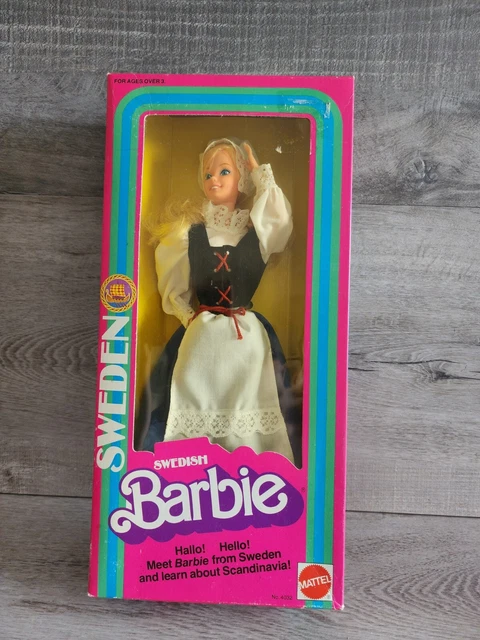 FOR AGES OVER 3
SWEDEN
SWEDISH
Barbie
Hallo! Hello!
Meet Barbie from Sweden
and learn about Scandinavia!
MATTEL